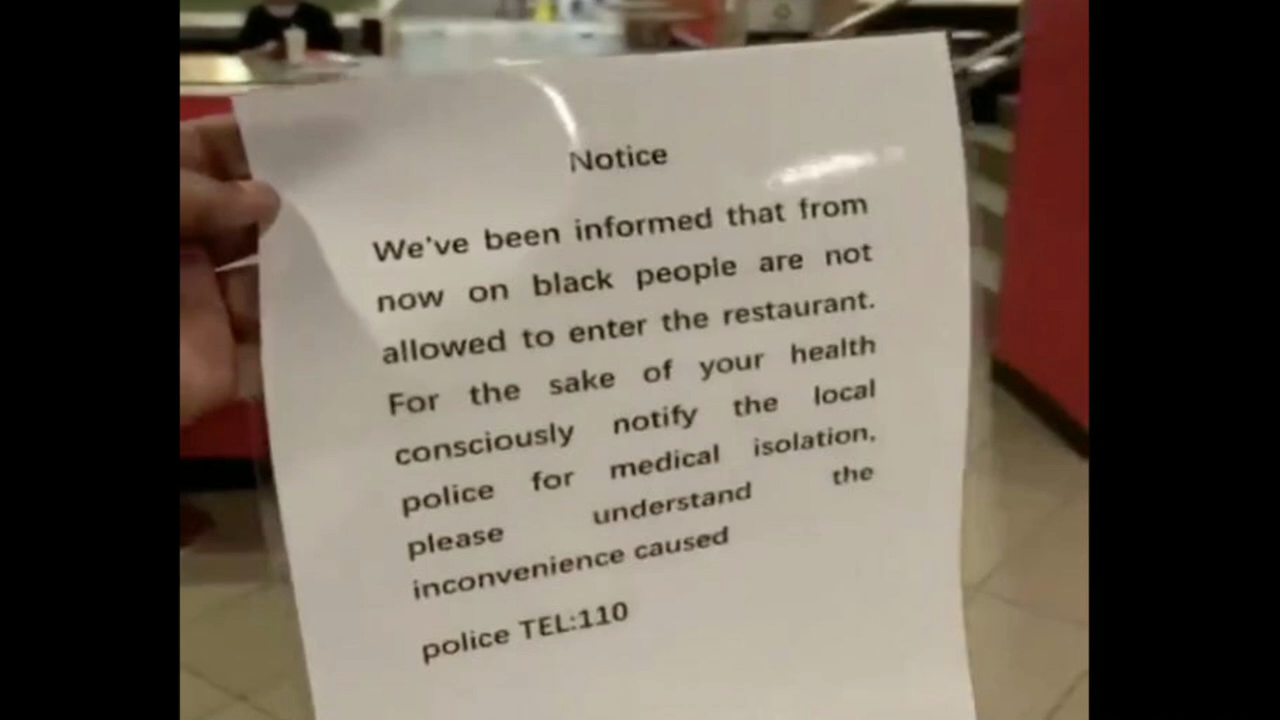 Notice
We've been informed that from
now on black people are not
allowed to enter the restaurant.
For the sake of your health
consciously notify the local
police for medical isolation,
please understand the
inconvenience caused
police TEL:110